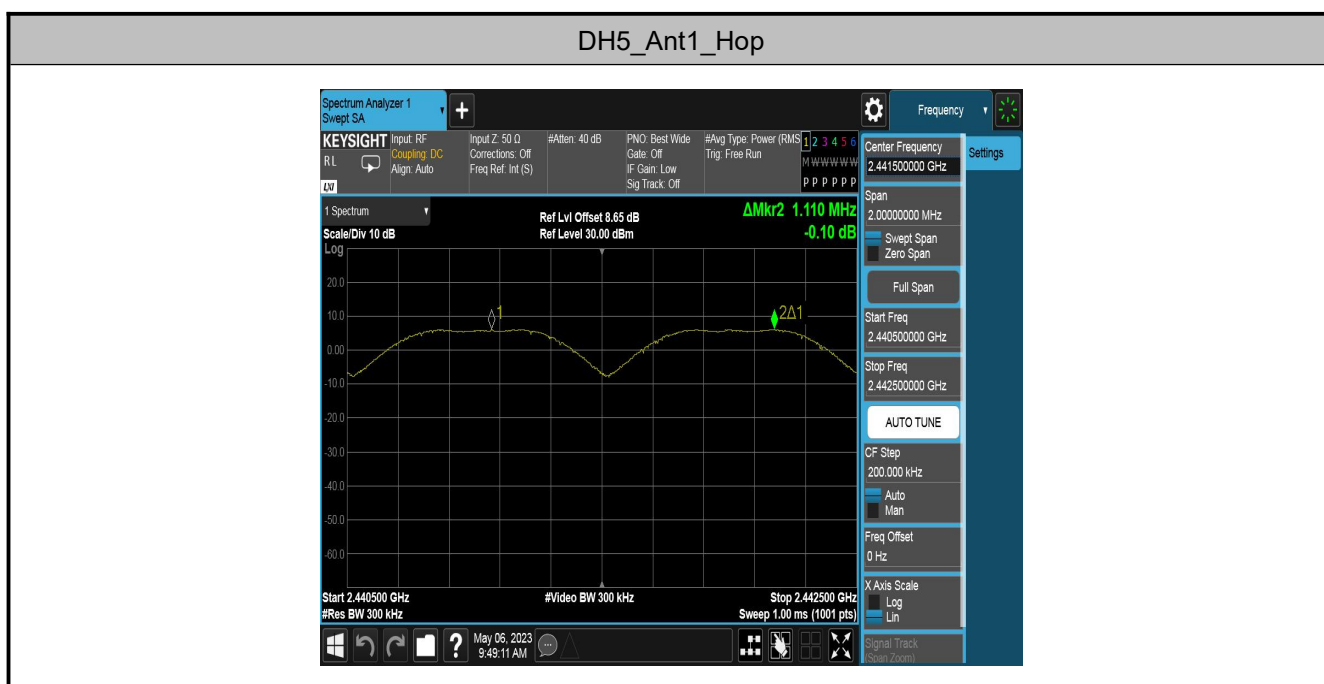 DH5_Ant1_Hop
Spectrum Analyzer 1
Swept SA
Frequency
KEYSIGHT
RL
LXI
Input: RF
Coupling: DC
Align: Auto
Input Z: 50 Ω
Corrections: Off
Freq Ref: Int (S)
#Atten: 40 dB
PNO: Best Wide
Gate: Off
IF Gain: Low
Sig Track: Off
#Avg Type: Power (RMS
Trig: Free Run
1 2 3 4 5 6
M W W W W W
P P P P P P
1 Spectrum
Scale/Div 10 dB
Ref Lvl Offset 8.65 dB
Ref Level 30.00 dBm
ΔMkr2 1.110 MHz
-0.10 dB
Log
20.0
10.0
0.00
-10.0
-20.0
-30.0
-40.0
-50.0
-60.0
1
2Δ1
Start 2.440500 GHz
#Res BW 300 kHz
#Video BW 300 kHz
Stop 2.442500 GHz
Sweep 1.00 ms (1001 pts)
?
May 06, 2023
9:49:11 AM
Center Frequency
2.441500000 GHz
Settings
Span
2.00000000 MHz
Swept Span
Zero Span
Full Span
Start Freq
2.440500000 GHz
Stop Freq
2.442500000 GHz
AUTO TUNE
CF Step
200.000 kHz
Auto
Man
Freq Offset
0 Hz
X Axis Scale
Log
Lin
Signal Track
(Span Zoom)